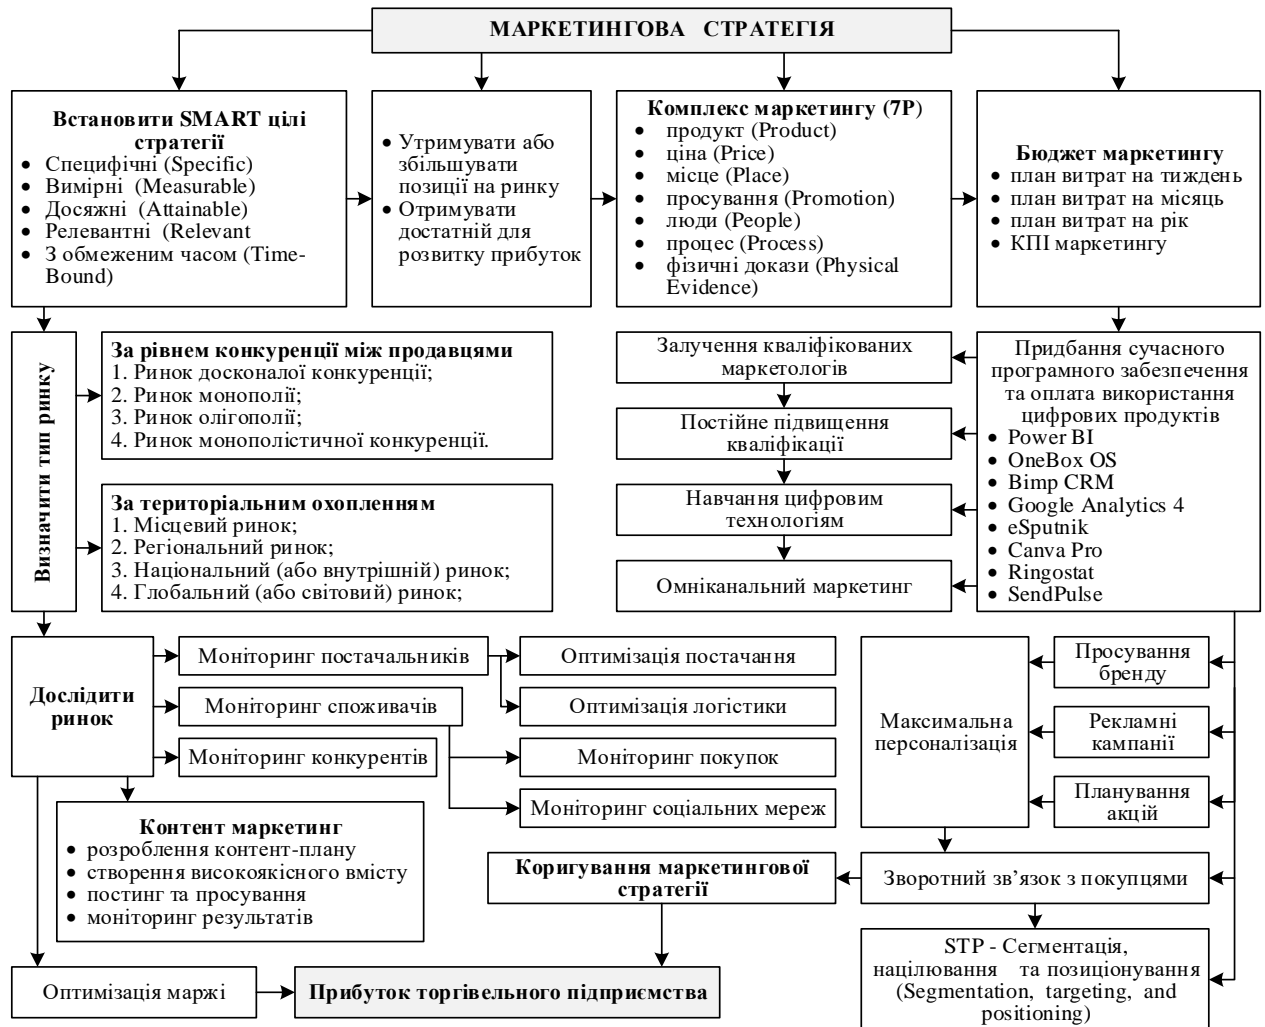 МАРКЕТИНГОВА СТРАТЕГІЯ
Встановити SMART цілі
стратегії
• Специфічні (Specific)
• Вимірні (Measurable)
• Досяжні (Attainable)
• Релевантні (Relevant
• З обмеженим часом (Time-
Bound)
• Утримувати або
збільшувати
позиції на ринку
• Отримувати
достатній для
розвитку прибуток
Комплекс маркетингу (7P)
• продукт (Product)
• ціна (Price)
• місце (Place)
• просування (Promotion)
• люди (People)
• процес (Process)
• фізичні докази (Physical
Evidence)
Бюджет маркетингу
• план витрат на тиждень
• план витрат на місяць
• план витрат на рік
• КПІ маркетингу
Визначити тип ринку
За рівнем конкуренції між продавцями
1. Ринок досконалої конкуренції;
2. Ринок монополії;
3. Ринок олігополії;
4. Ринок монополістичної конкуренції.
За територіальним охопленням
1. Місцевий ринок;
2. Регіональний ринок;
3. Національний (або внутрішній) ринок;
4. Глобальний (або світовий) ринок;
Залучення кваліфікованих
маркетологів
Постійне підвищення
кваліфікації
Навчання цифровим
технологіям
Омніканальний маркетинг
Придбання сучасного
програмного забезпечення
та оплата використання
цифрових продуктів
• Power BI
• OneBox OS
• Bimp CRM
• Google Analytics 4
• eSputnik
• Canva Pro
• Ringostat
• SendPulse
Дослідити
ринок
Моніторинг постачальників
Моніторинг споживачів
Моніторинг конкурентів
Оптимізація постачання
Оптимізація логістики
Моніторинг покупок
Моніторинг соціальних мереж
Максимальна
персоналізація
Просування
бренду
Рекламні
кампанії
Планування
акцій
Контент маркетинг
• розроблення контент-плану
• створення високоякісного вмісту
• постинг та просування
• моніторинг результатів
Коригування маркетингової
стратегії
Зворотний зв'язок з покупцями
STP - Сегментація,
націлювання та позиціонування
(Segmentation, targeting, and
positioning)
Оптимізація маржі
Прибуток торгівельного підприємства